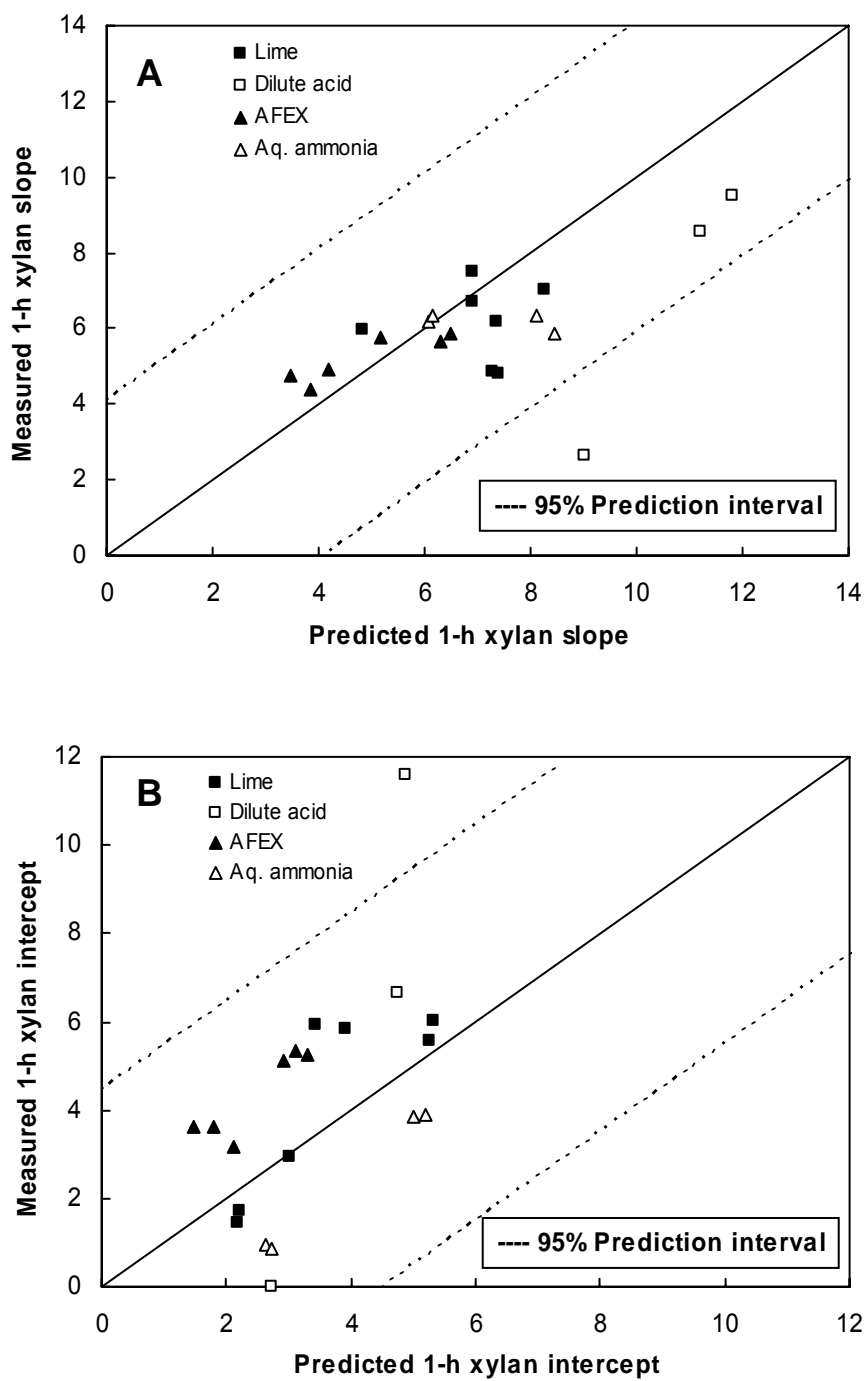 14
12
10
8
6
4
2
0
Measured 1-h xylan slope
A
Lime
Dilute acid
AFEX
Aq. ammonia
---- 95% Prediction interval
0 2 4 6 8 10 12 14
Predicted 1-h xylan slope
12
10
8
6
4
2
0
Measured 1-h xylan intercept
B
Lime
Dilute acid
AFEX
Aq. ammonia
---- 95% Prediction interval
0 2 4 6 8 10 12
Predicted 1-h xylan intercept